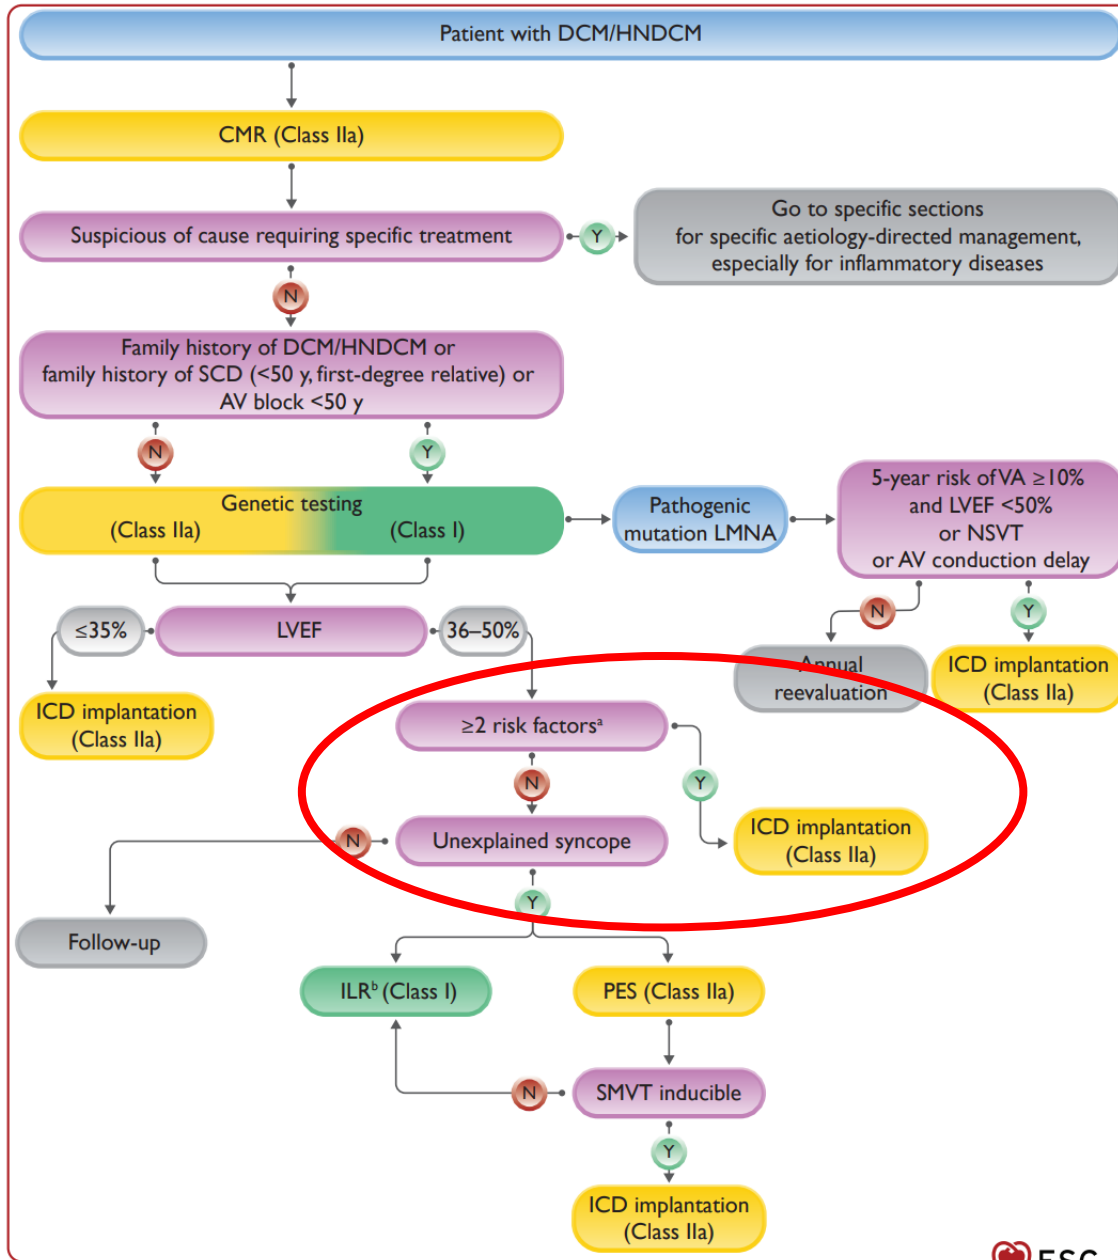 Patient with DCM/HNDCM
CMR (Class IIa)
Suspicious of cause requiring specific treatment
Y
Go to specific sections
for specific aetiology-directed management,
especially for inflammatory diseases
N
Family history of DCM/HNDCM or
family history of SCD (<50 y, first-degree relative) or
AV block <50 y
N
Y
Genetic testing
(Class IIa)
(Class I)
Pathogenic
mutation LMNA
5-year risk of VA ≥10%
and LVEF <50%
or NSVT
or AV conduction delay
N
Y
Annual
reevaluation
ICD implantation
(Class IIa)
≤35%
LVEF
36–50%
ICD implantation
(Class IIa)
≥2 risk factorsª
Y
N
ICD implantation
(Class IIa)
Unexplained syncope
N
Y
Follow-up
ILRᵇ (Class I)
PES (Class IIa)
SMVT inducible
N
Y
ICD implantation
(Class IIa)
ESC